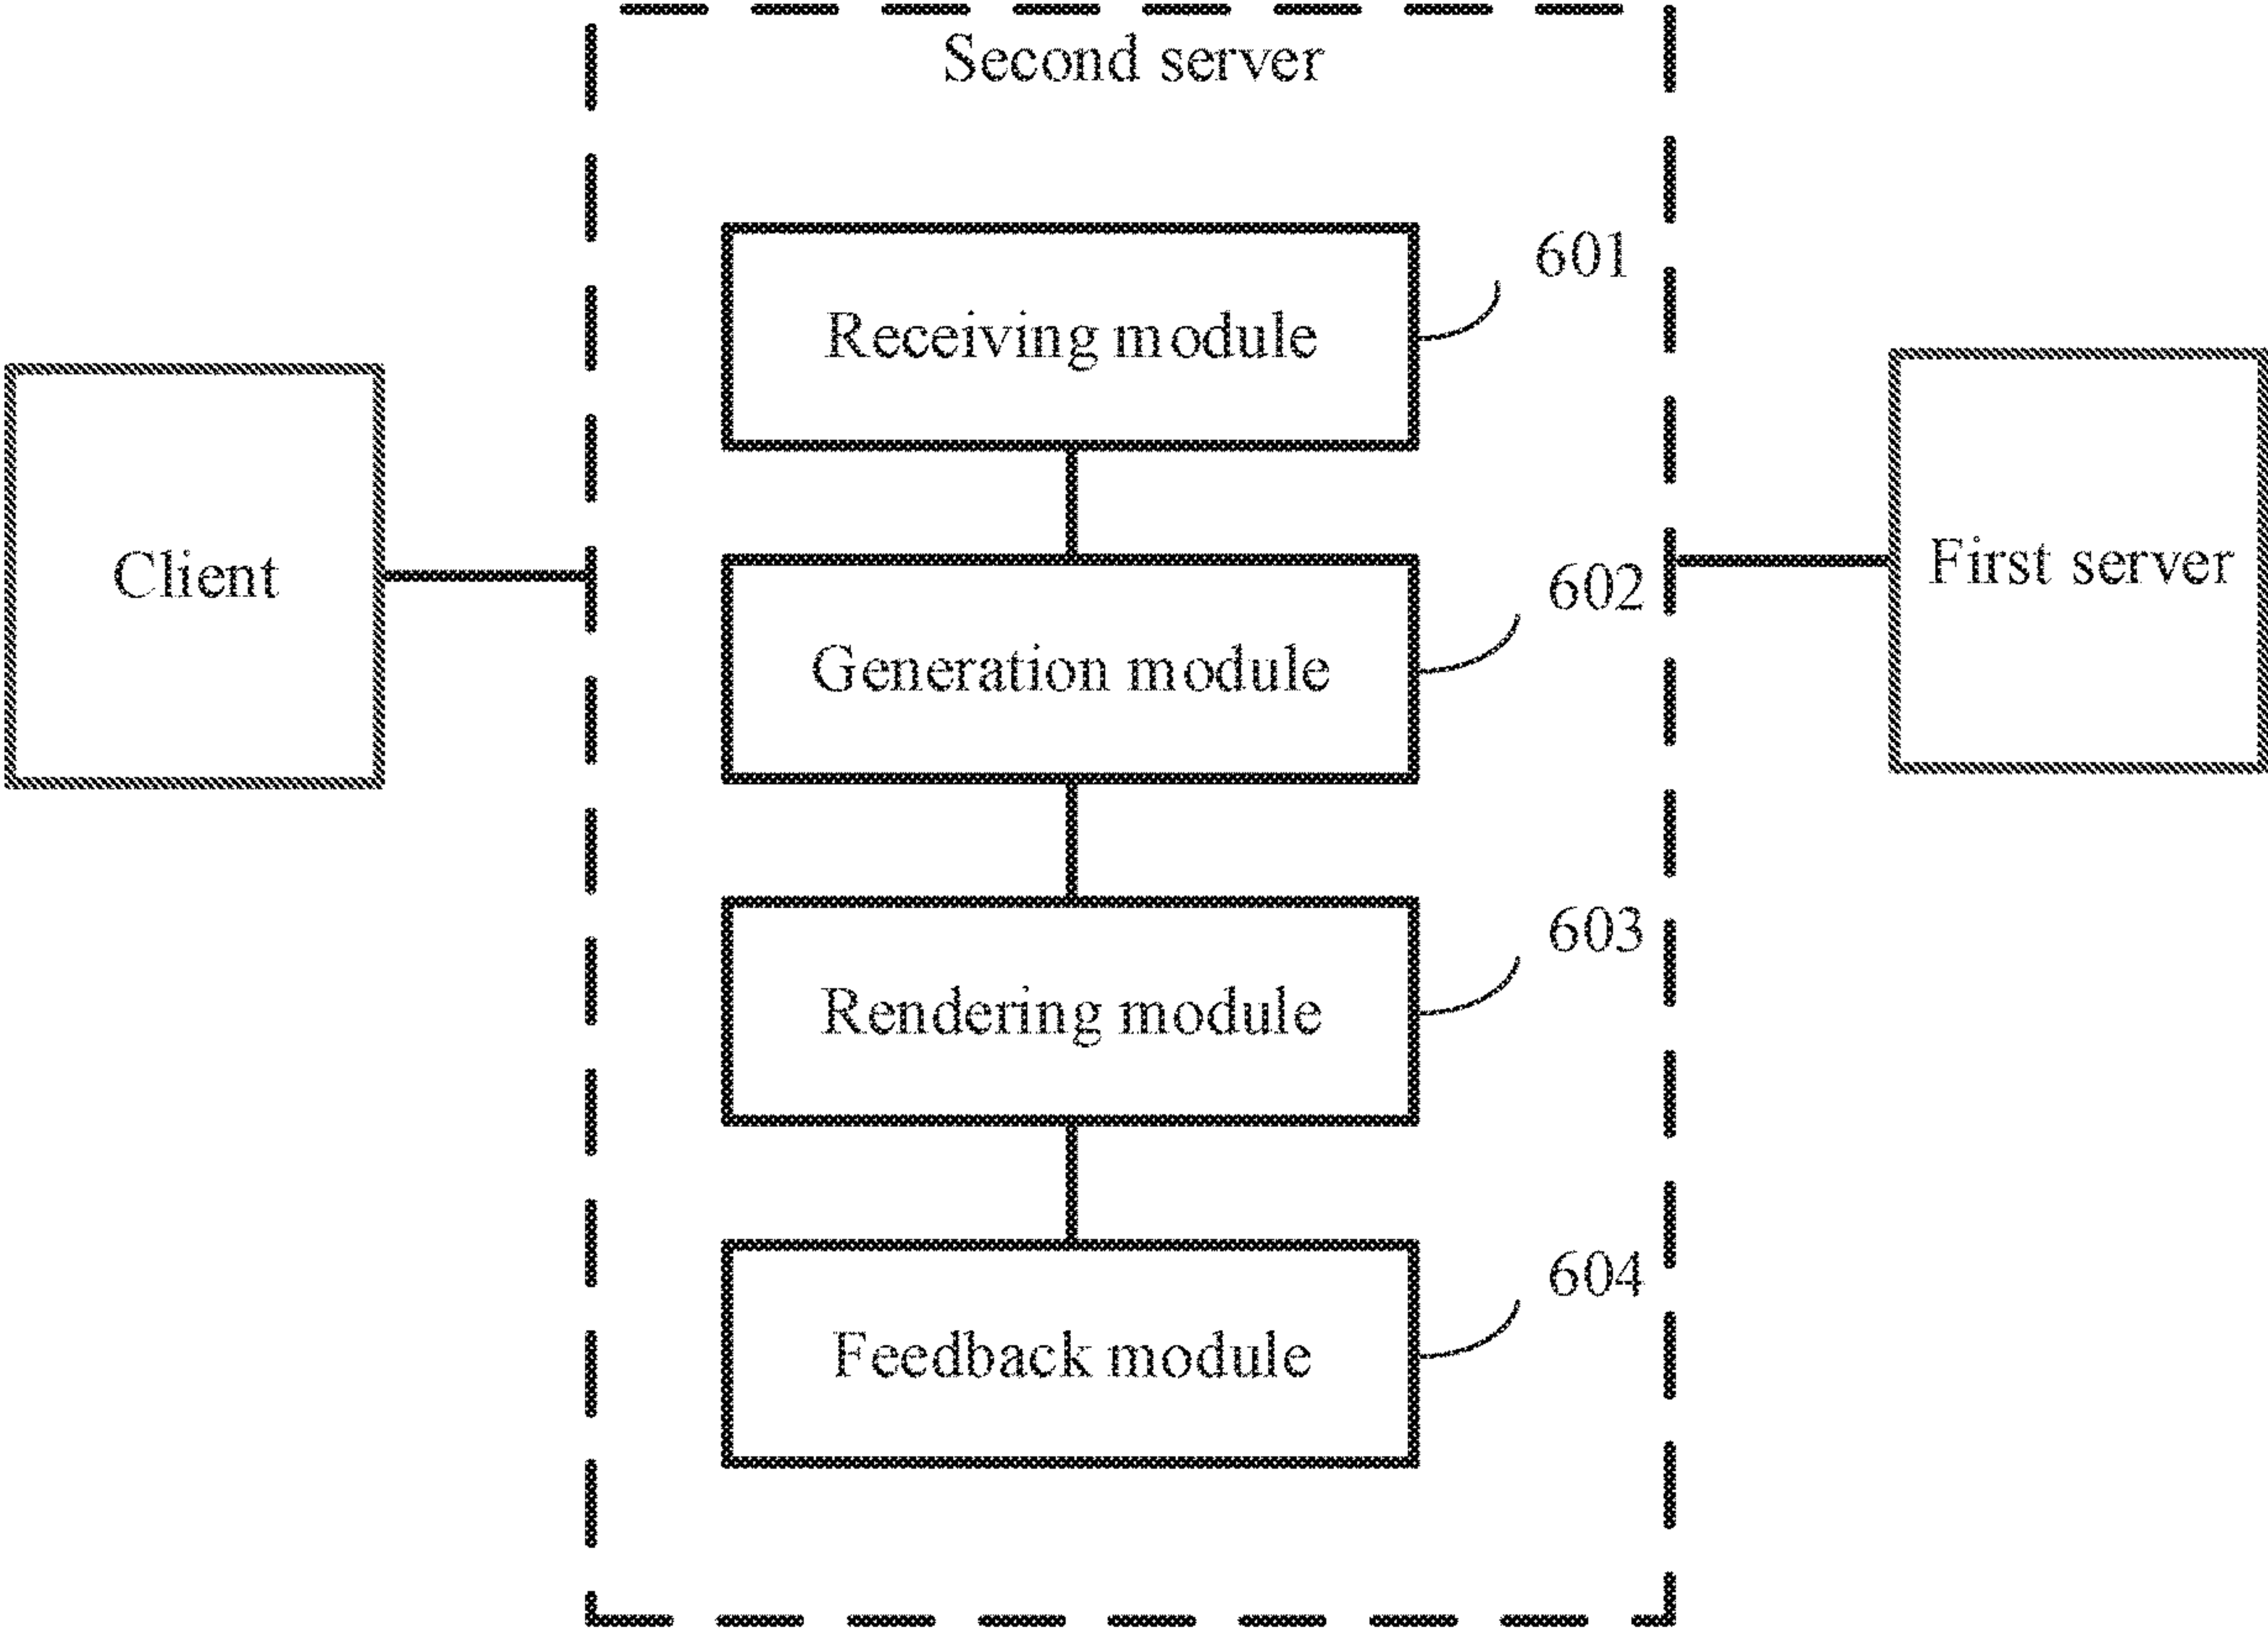 Second server
601
Receiving module
Client
602
First server
Generation module
603
Rendering module
604
Feedback module